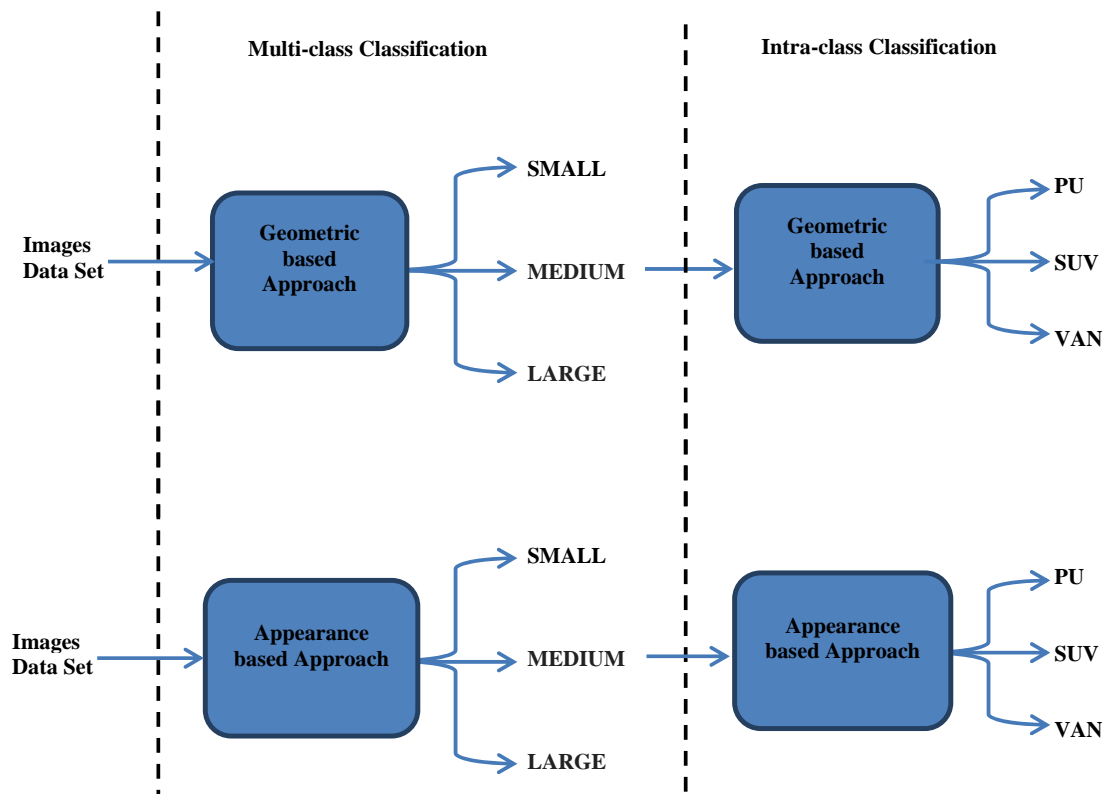 Multi-class Classification
Intra-class Classification
Images
Data Set
Geometric
based
Approach
SMALL
MEDIUM
LARGE
Geometric
based
Approach
PU
SUV
VAN
Images
Data Set
Appearance
based Approach
SMALL
MEDIUM
LARGE
Appearance
based Approach
PU
SUV
VAN